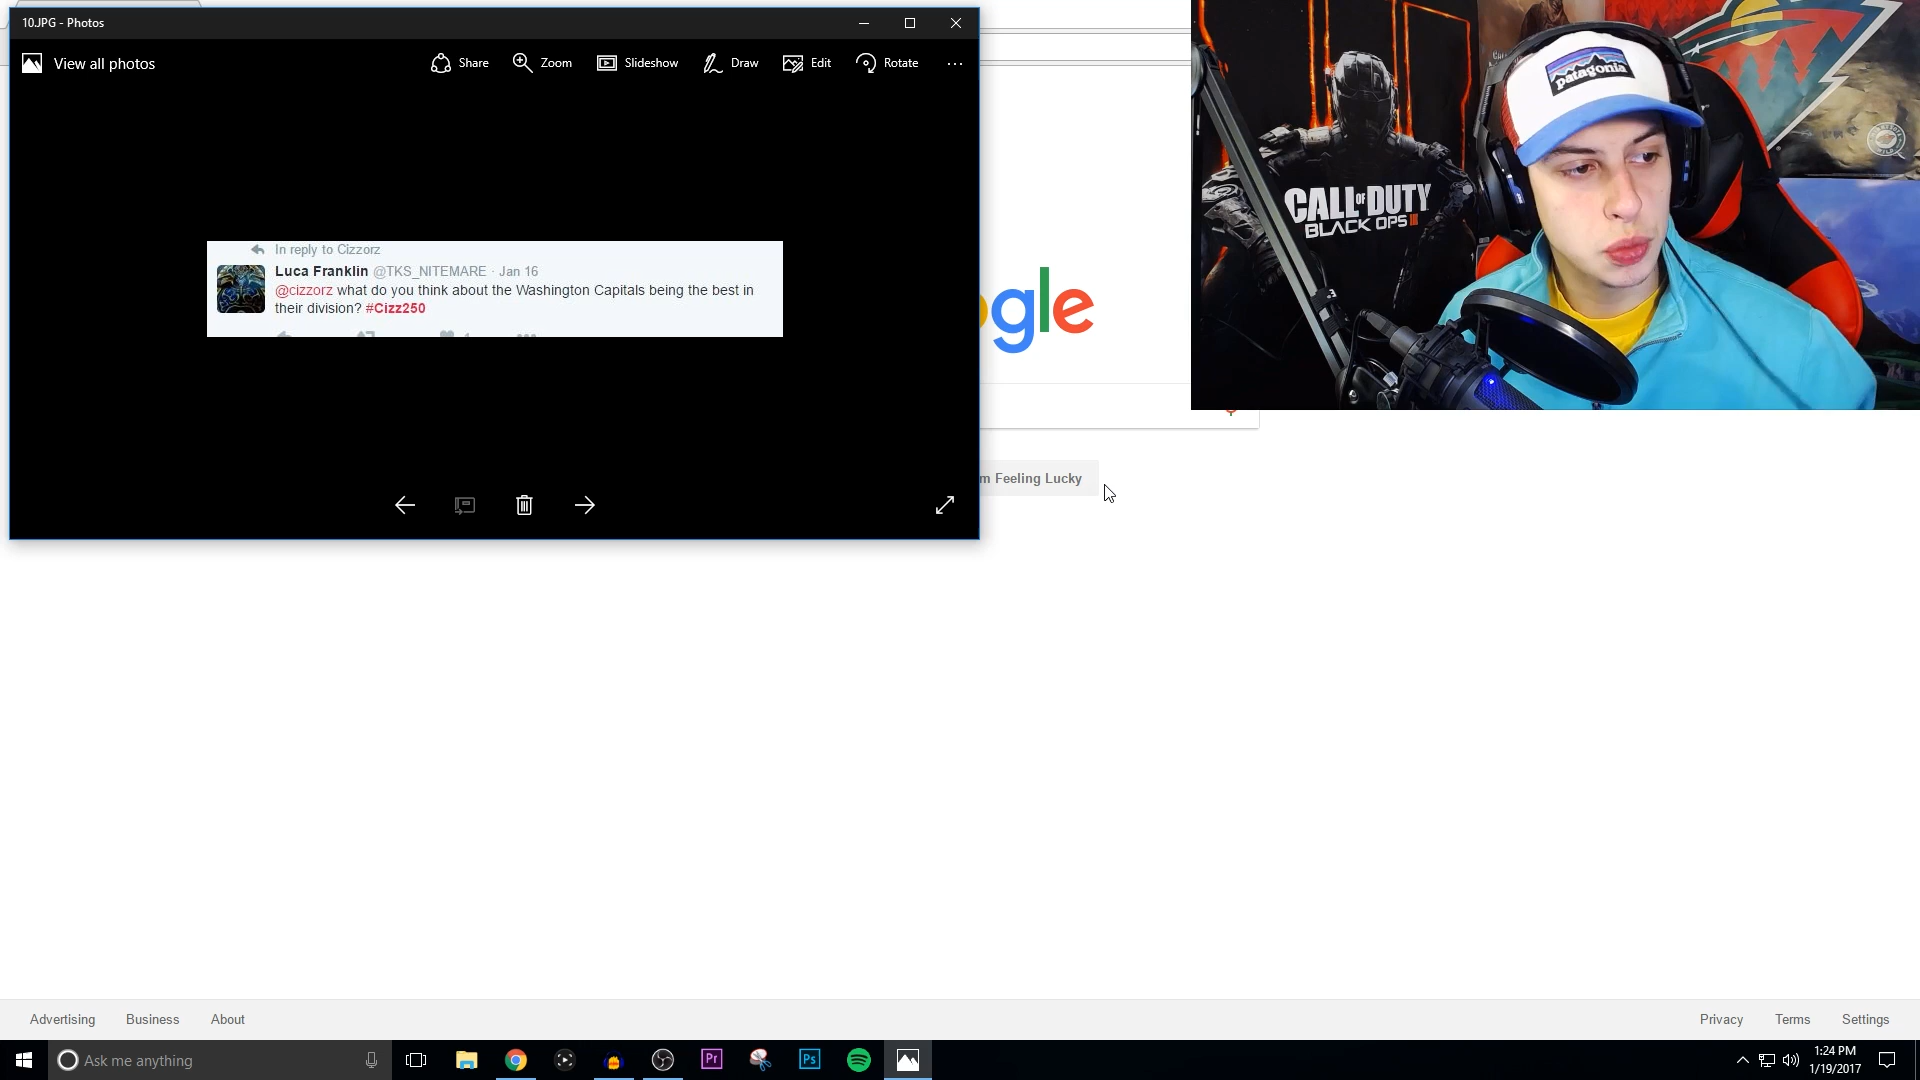 10.JPG - Photos
View all photos
Share
Zoom
Slideshow
Draw
Edit
Rotate
In reply to Cizzorz
Luca Franklin @TKS_NITEMARE · Jan 16
@cizzorz what do you think about the Washington Capitals being the best in
their division? #Cizz250
1
gle
m Feeling Lucky
patagonia
CALL OF DUTY
BLACK OPS III
Advertising
Business
About
Privacy
Terms
Settings
Ask me anything
Pr
Ps
1:24 PM
1/19/2017